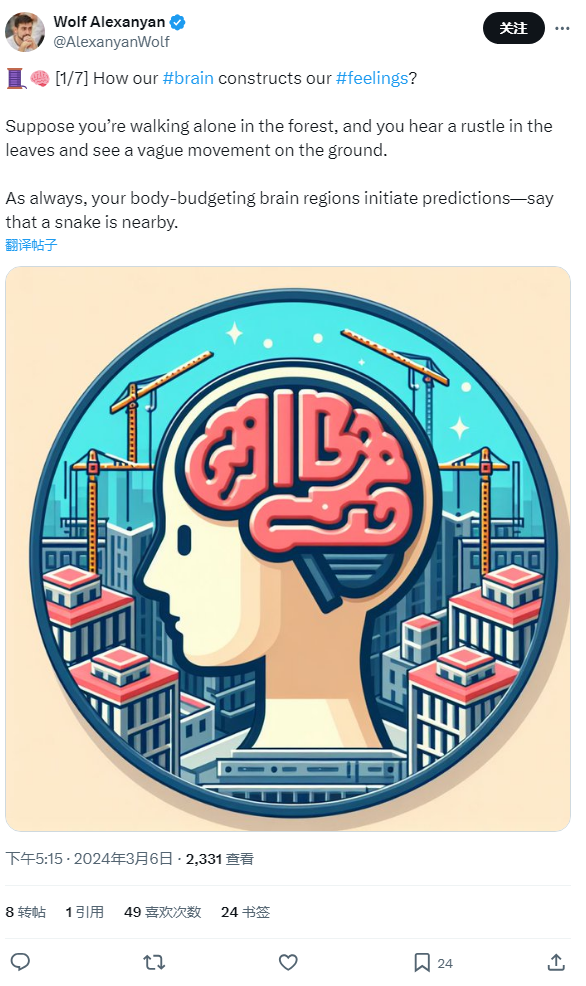 Wolf Alexanyan
关注
@AlexanyanWolf
[1/7] How our #brain constructs our #feelings?
Suppose you’re walking alone in the forest, and you hear a rustle in the
leaves and see a vague movement on the ground.
As always, your body-budgeting brain regions initiate predictions—say
that a snake is nearby.
翻译帖子
下午5:15 · 2024年3月6日 · 2,331 查看
8 转帖 1 引用 49 喜欢次数 24 书签
24